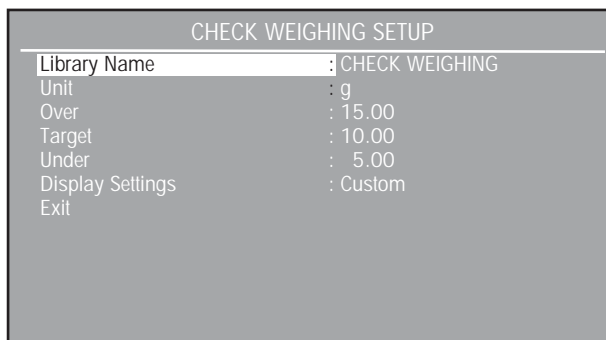 CHECK WEIGHING SETUP
Library Name : CHECK WEIGHING
Unit : g
Over : 15.00
Target : 10.00
Under : 5.00
Display Settings : Custom
Exit